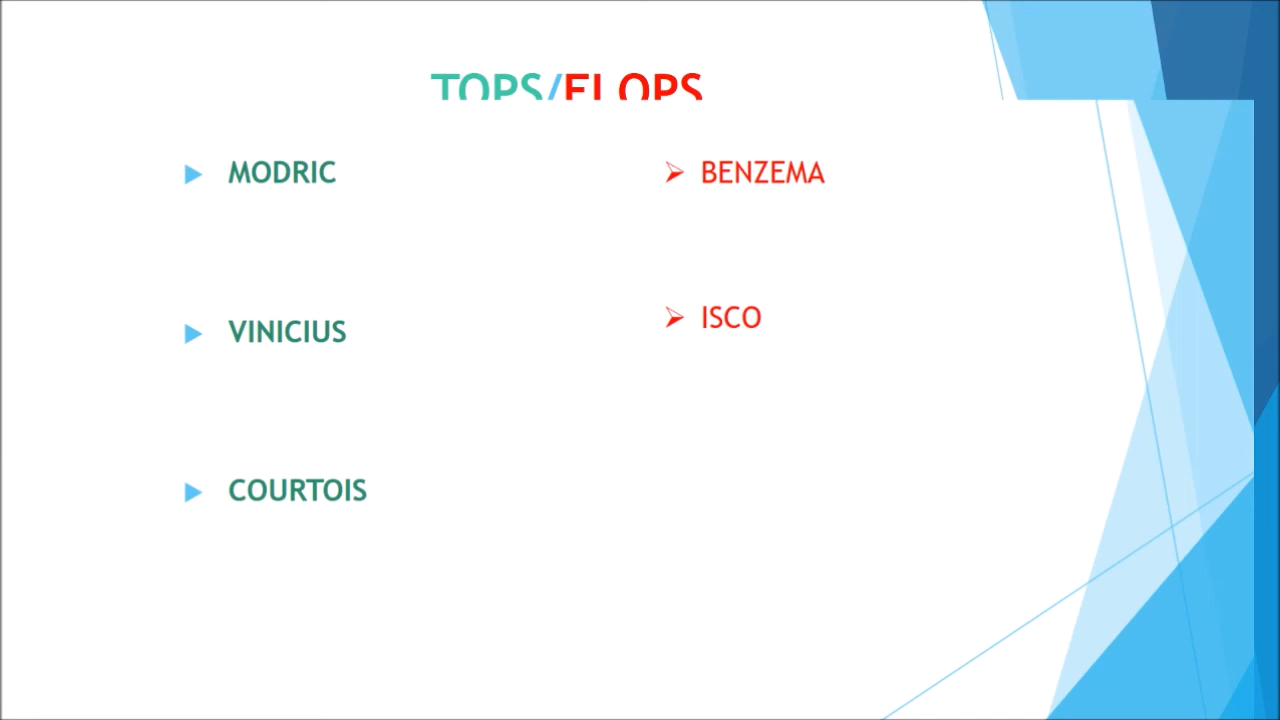 TOPS/FLOPS
MODRIC
VINICIUS
COURTOIS
BENZEMA
ISCO